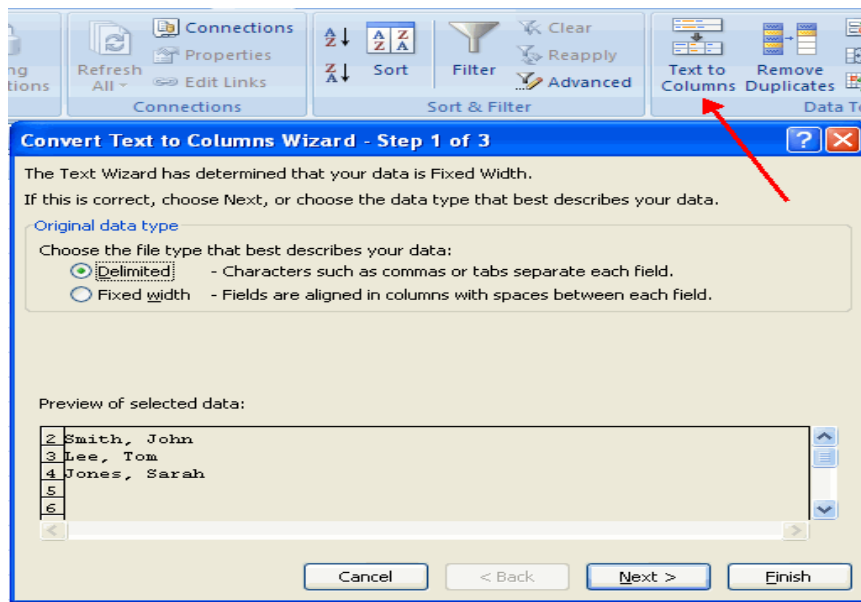 Connections
Properties
Edit Links
Refresh
All
Connections
A
Z
Z
A
A Z
Z A
Sort
Filter
Clear
Reapply
Advanced
Sort & Filter
Text to
Columns
Remove
Duplicates
Convert Text to Columns Wizard - Step 1 of 3
The Text Wizard has determined that your data is Fixed Width.
If this is correct, choose Next, or choose the data type that best describes your data.
Original data type
Choose the file type that best describes your data:
Delimited - Characters such as commas or tabs separate each field.
Fixed width - Fields are aligned in columns with spaces between each field.
Preview of selected data:
2 Smith, John
3 Lee, Tom
4 Jones, Sarah
5
6
Cancel
< Back
Next >
Finish